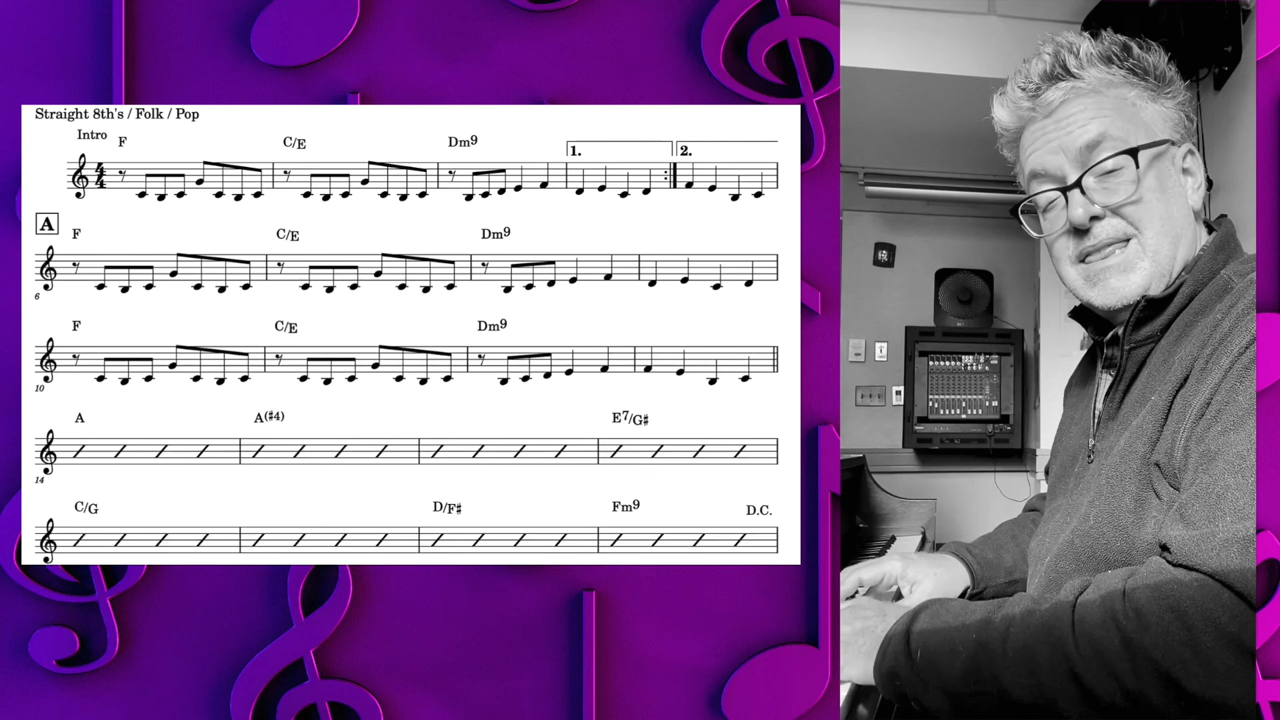 Straight 8th's / Folk / Pop
Intro F C/E Dm9 1. 2.
A
F C/E Dm9
6
F C/E Dm9
10
A A(#4) E7/G#
14
C/G D/F# Fm9 D.C.